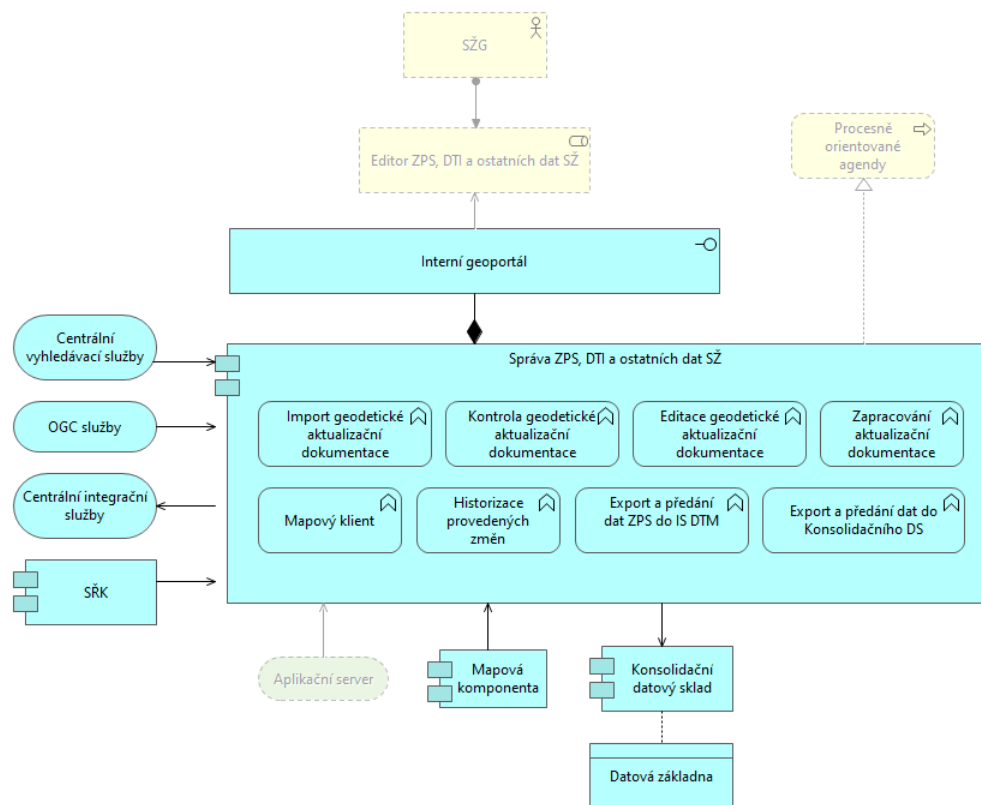 SŽG
Editor ZPS, DTI a ostatních dat SŽ
Procesně
orientované
agendy
Interní geoportál
Centrální
vyhledávací služby
OGC služby
Centrální integrační
služby
SŘK
Správa ZPS, DTI a ostatních dat SŽ
Import geodetické
aktualizační
dokumentace
Kontrola geodetické
aktualizační
dokumentace
Editace geodetické
aktualizační
dokumentace
Zapracování
aktualizační
dokumentace
Mapový klient
Historizace
provedených
změn
Export a předání
dat ZPS do IS DTM
Export a předání dat do
Konsolidačního DS
Aplikační server
Mapová
komponenta
Konsolidační
datový sklad
Datová základna